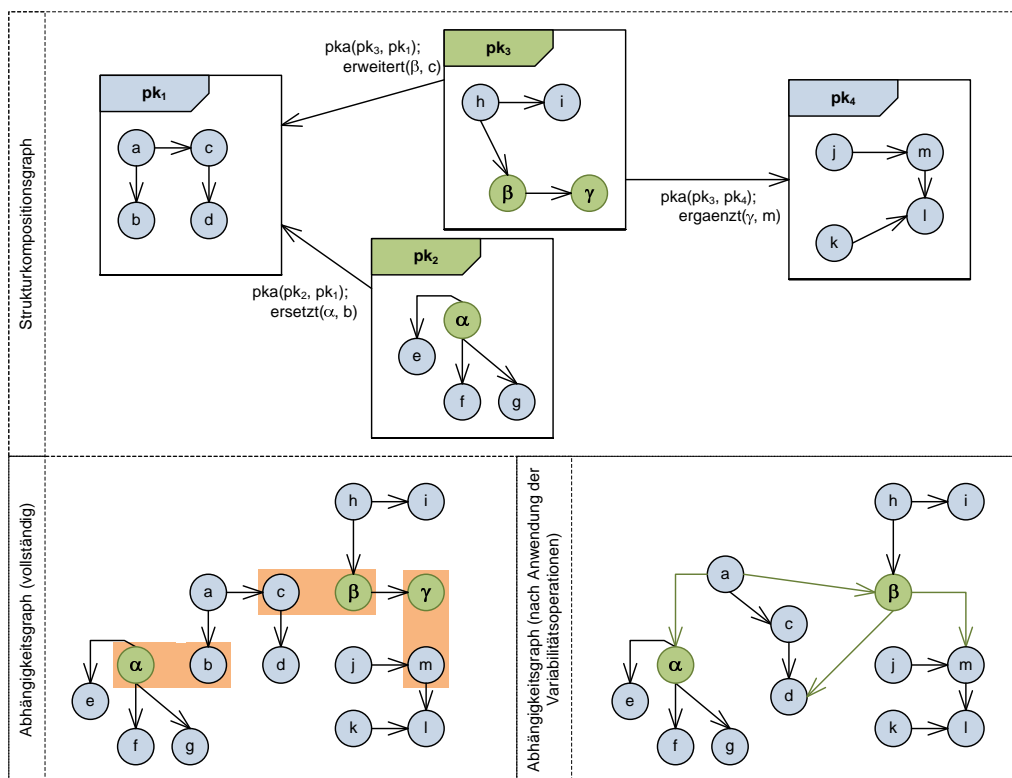 Strukturkompositionsgraph
pk₁
a
c
b
d
pka(pk₃, pk₁);
erweitert(β, c)
pk₃
h
i
β
γ
pka(pk₃, pk₄);
ergaenzt(γ, m)
pk₄
j
m
k
l
pka(pk₂, pk₁);
ersetzt(α, b)
pk₂
α
e
f
g
Abhängigkeitsgraph (vollständig)
h
i
a
c
β
γ
α
b
d
j
m
e
f
g
k
l
Abhängigkeitsgraph (nach Anwendung der
Variabilitätsoperationen)
h
i
a
β
c
α
j
m
e
d
f
g
k
l